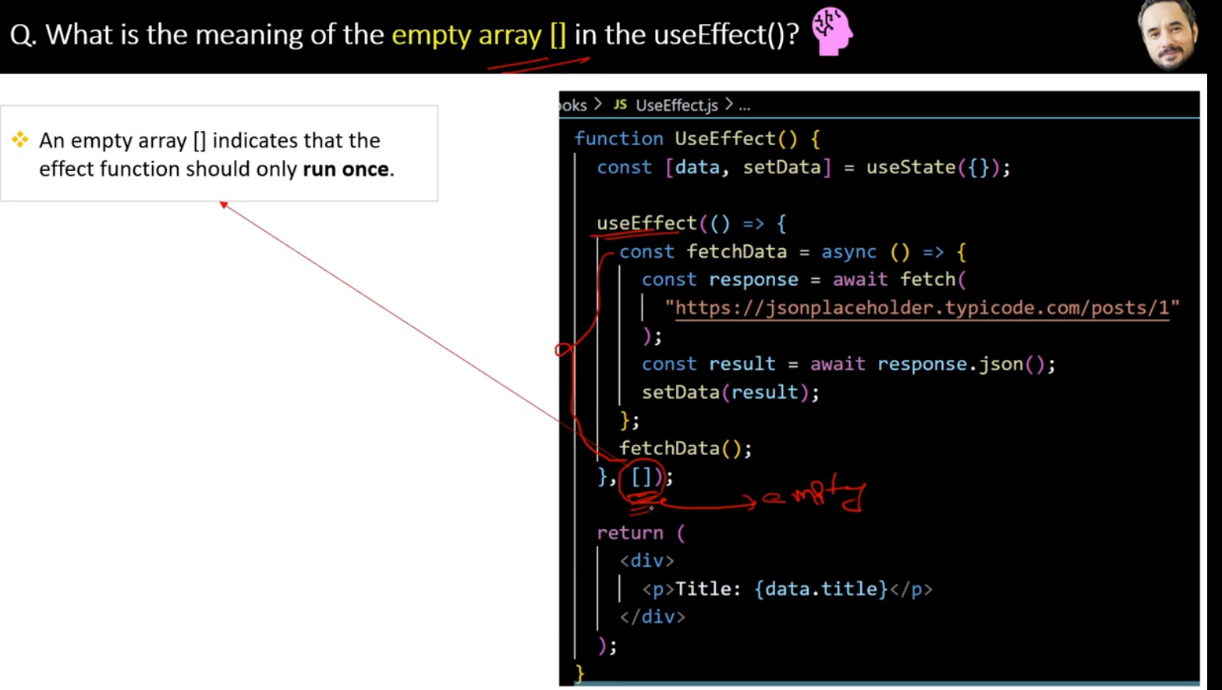 Q. What is the meaning of the empty array [] in the useEffect()?
An empty array [] indicates that the
effect function should only run once.
ooks > JS UseEffect.js > ...
function UseEffect() {
const [data, setData] = useState({});
useEffect(() => {
const fetchData = async () => {
const response = await fetch(
"https://jsonplaceholder.typicode.com/posts/1"
);
const result = await response.json();
setData(result);
};
fetchData();
}, []);
empty
return (
<div>
<p>Title: {data.title}</p>
</div>
);
}